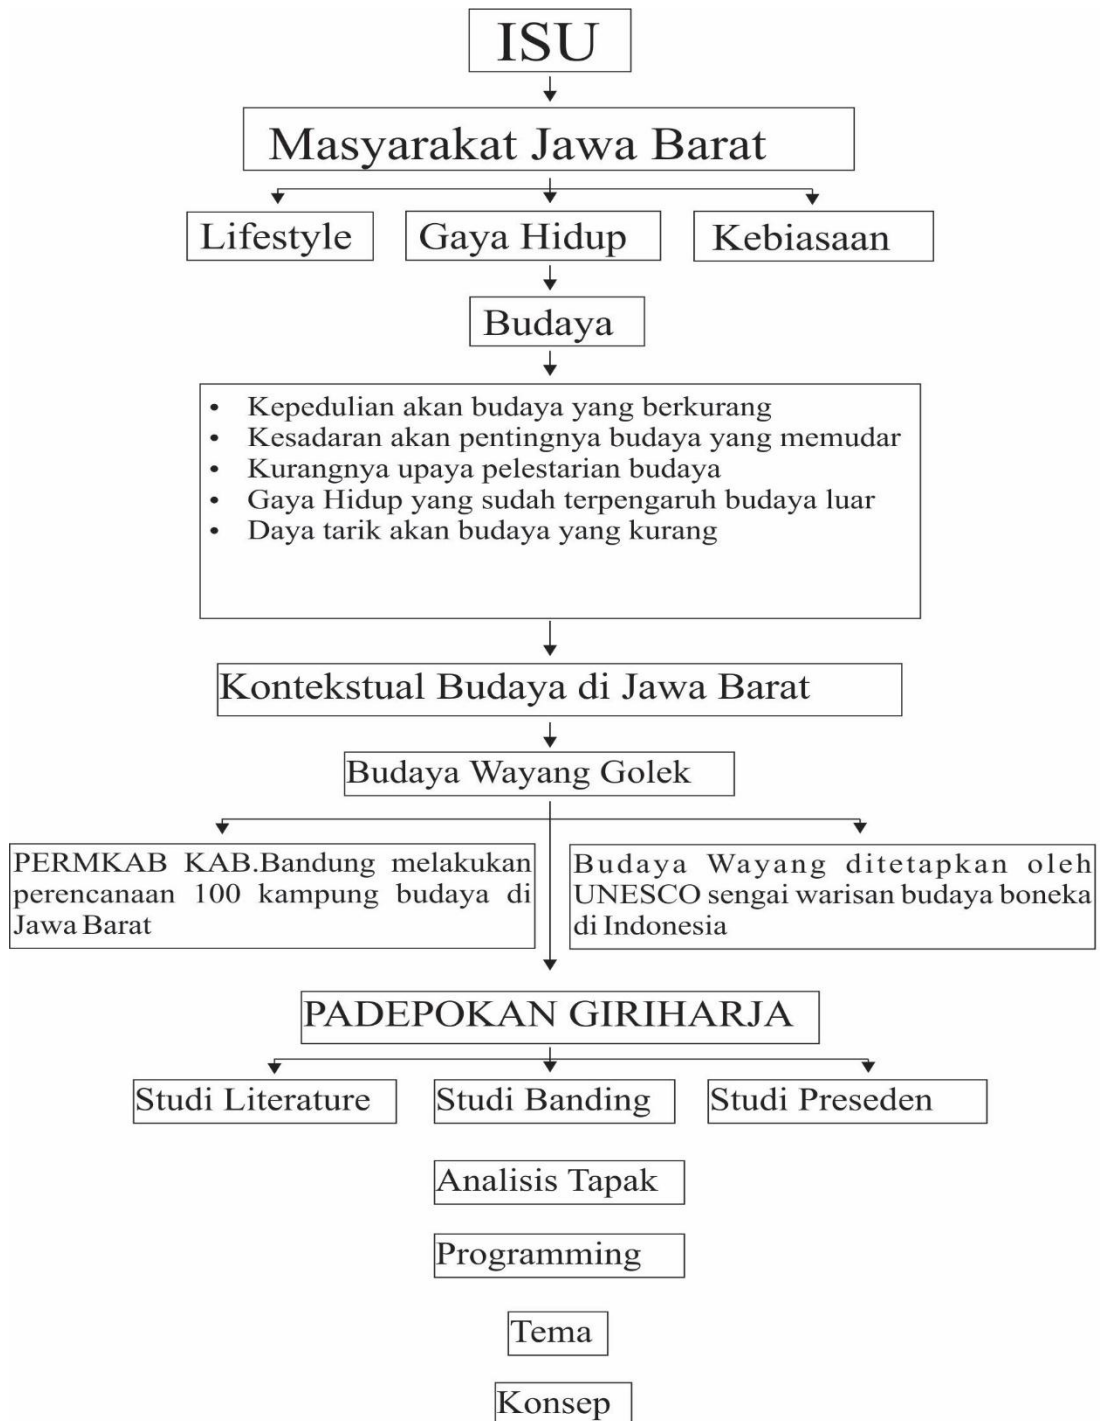 ISU
Masyarakat Jawa Barat
Lifestyle
Gaya Hidup
Kebiasaan
Budaya
• Kepedulian akan budaya yang berkurang
• Kesadaran akan pentingnya budaya yang memudar
• Kurangnya upaya pelestarian budaya
• Gaya Hidup yang sudah terpengaruh budaya luar
• Daya tarik akan budaya yang kurang
Kontekstual Budaya di Jawa Barat
Budaya Wayang Golek
PERMKAB KAB.Bandung melakukan
perencanaan 100 kampung budaya di
Jawa Barat
Budaya Wayang ditetapkan oleh
UNESCO sengai warisan budaya boneka
di Indonesia
PADEPOKAN GIRIHARJA
Studi Literature
Studi Banding
Studi Preseden
Analisis Tapak
Programming
Tema
Konsep